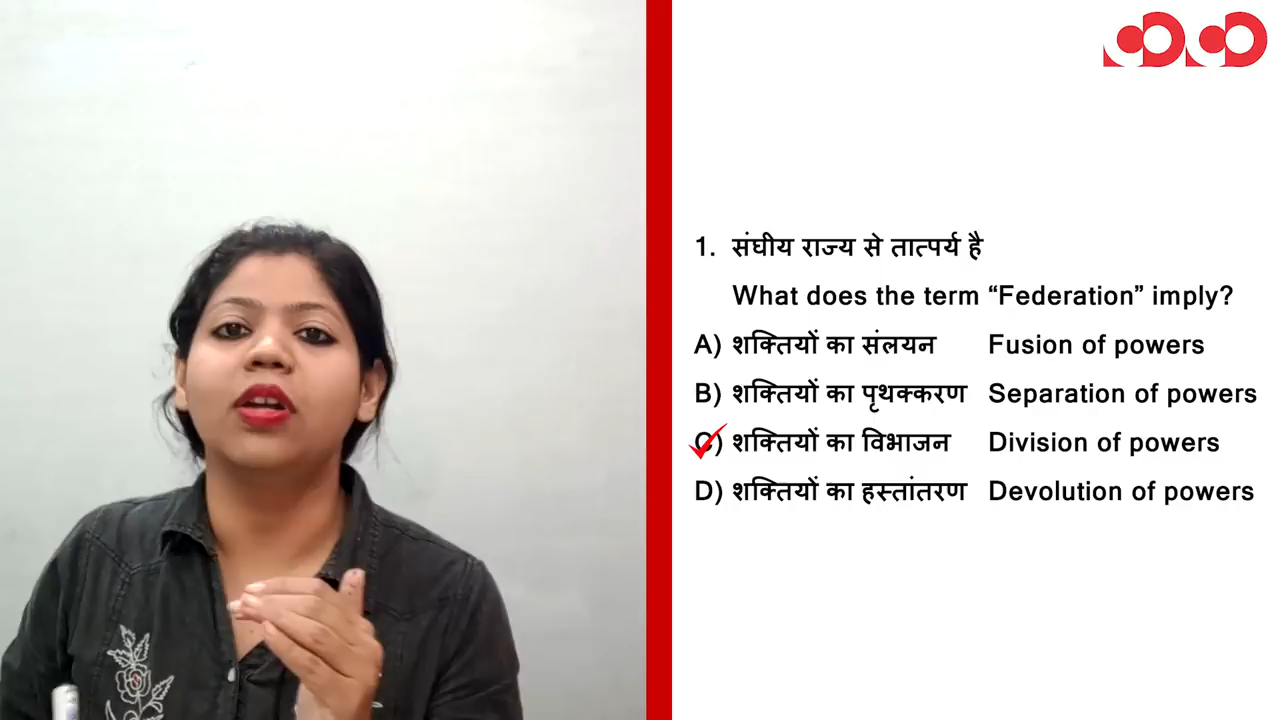 1. संघीय राज्य से तात्पर्य है
What does the term “Federation” imply?
A) शक्तियों का संलयन Fusion of powers
B) शक्तियों का पृथक्करण Separation of powers
C) शक्तियों का विभाजन Division of powers
D) शक्तियों का हस्तांतरण Devolution of powers